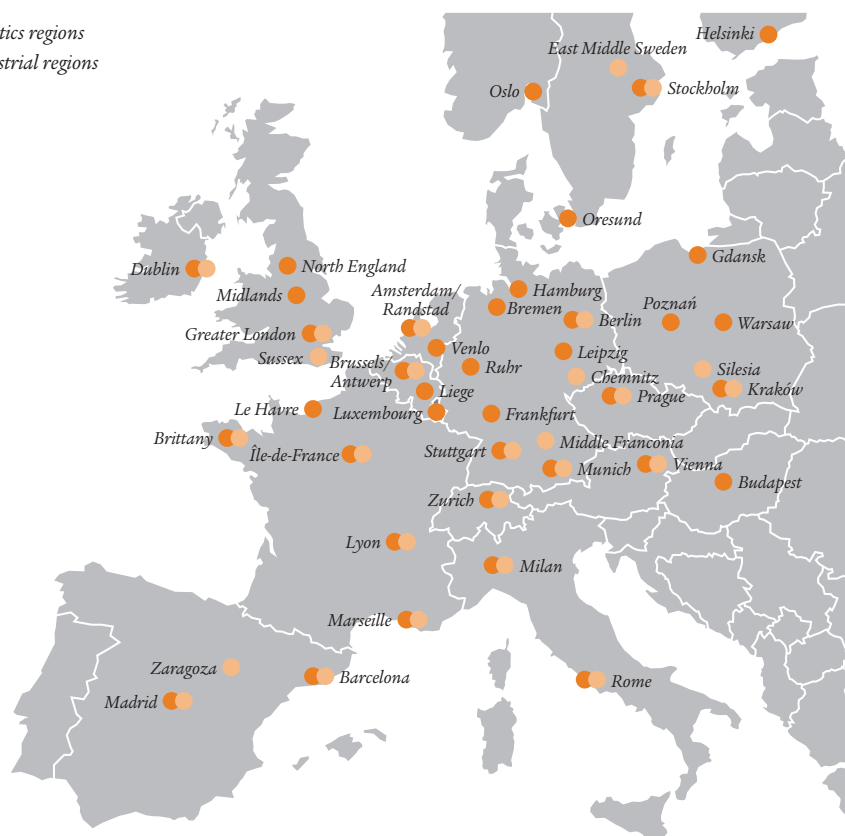 tics regions
strial regions
Helsinki
East Middle Sweden
Oslo
Stockholm
Oresund
Dublin
North England
Gdansk
Midlands
Amsterdam/
Randstad
Hamburg
Bremen
Poznań
Greater London
Berlin
Warsaw
Sussex
Brussels/
Antwerp
Venlo
Leipzig
Ruhr
Silesia
Chemnitz
Liege
Prague
Kraków
Le Havre
Luxembourg
Frankfurt
Brittany
Île-de-France
Stuttgart
Middle Franconia
Munich
Vienna
Budapest
Zurich
Lyon
Milan
Marseille
Zaragoza
Barcelona
Rome
Madrid